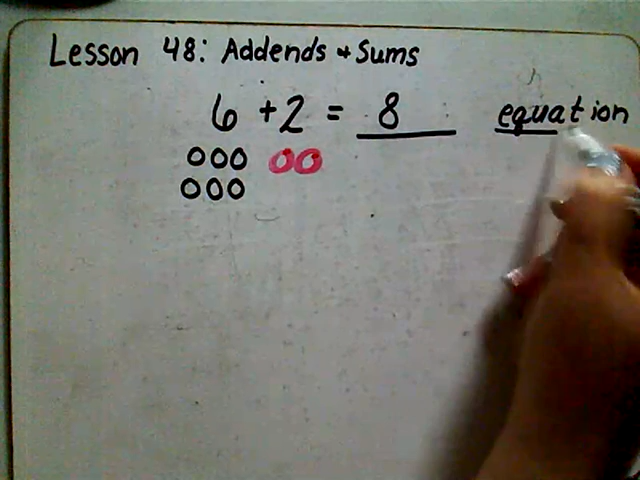 Lesson 48: Addends & Sums
6 + 2 = 8 equation